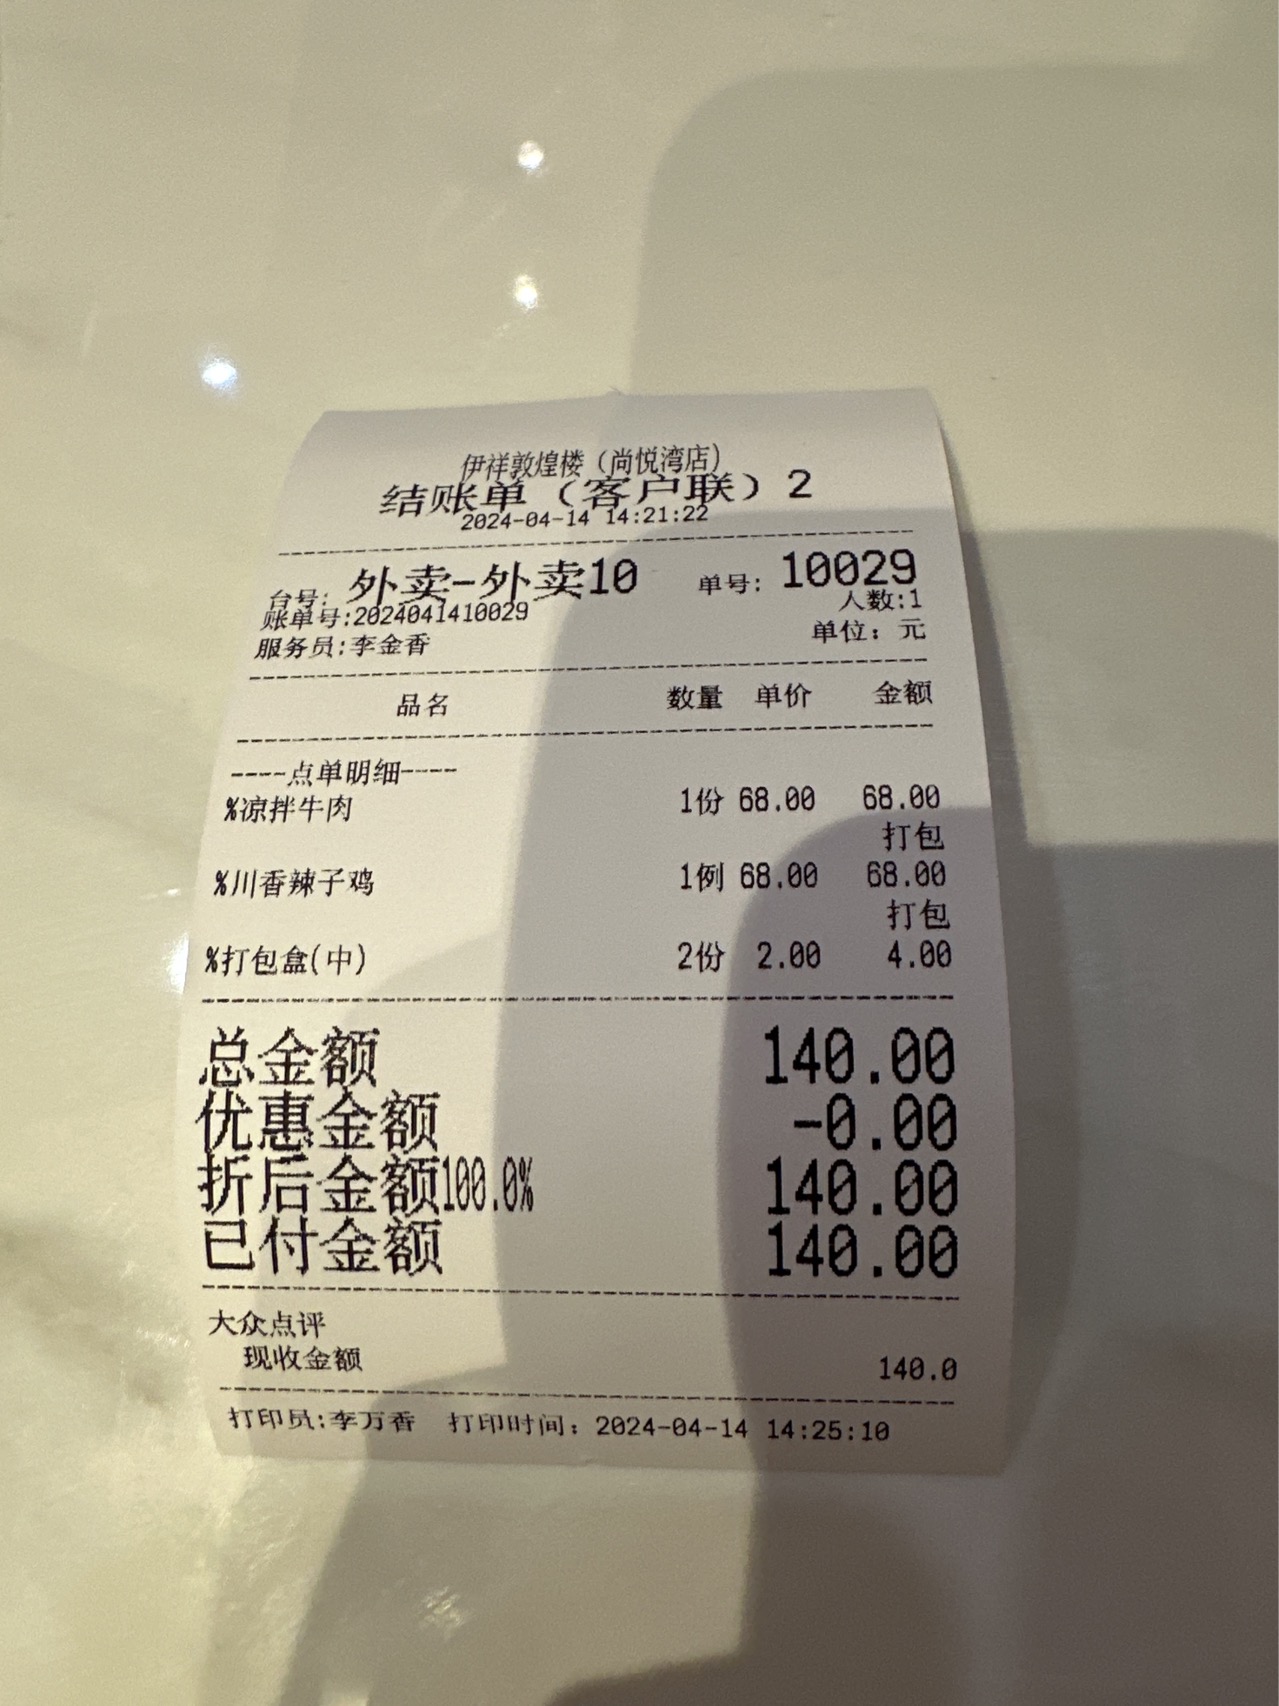 伊祥敦煌楼（尚悦湾店）
结账单（客户联）2
2024-04-14 14:21:22
台号: 外卖-外卖10 单号: 10029
账单号:2024041410029 人数:1
服务员:李金香 单位: 元
品名 数量 单价 金额
----点单明细----
%凉拌牛肉 1份 68.00 68.00
打包
%川香辣子鸡 1例 68.00 68.00
打包
%打包盒(中) 2份 2.00 4.00
总金额 140.00
优惠金额 -0.00
折后金额100.0% 140.00
已付金额 140.00
大众点评
现收金额 140.0
打印员:李万香 打印时间: 2024-04-14 14:25:10